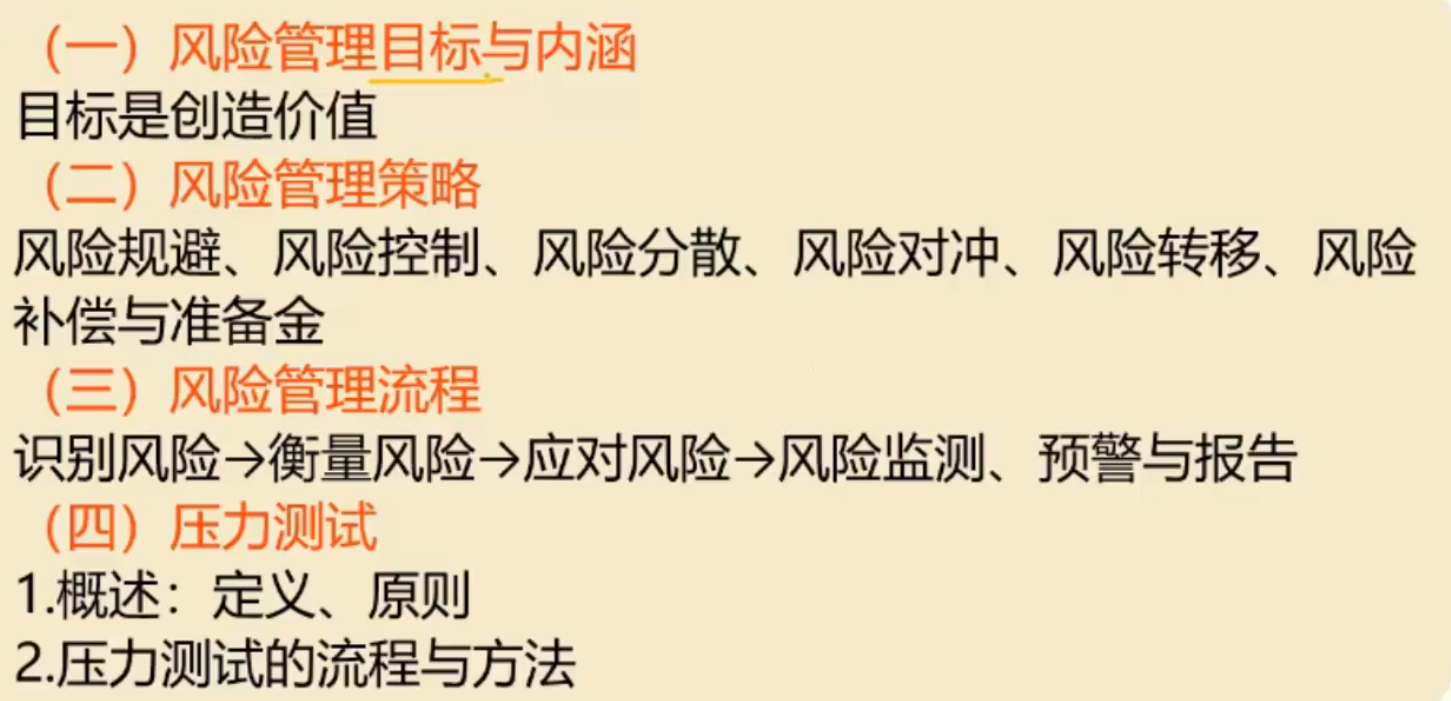 （一）风险管理目标与内涵
目标是创造价值
（二）风险管理策略
风险规避、风险控制、风险分散、风险对冲、风险转移、风险
补偿与准备金
（三）风险管理流程
识别风险→衡量风险→应对风险→风险监测、预警与报告
（四）压力测试
1.概述：定义、原则
2.压力测试的流程与方法